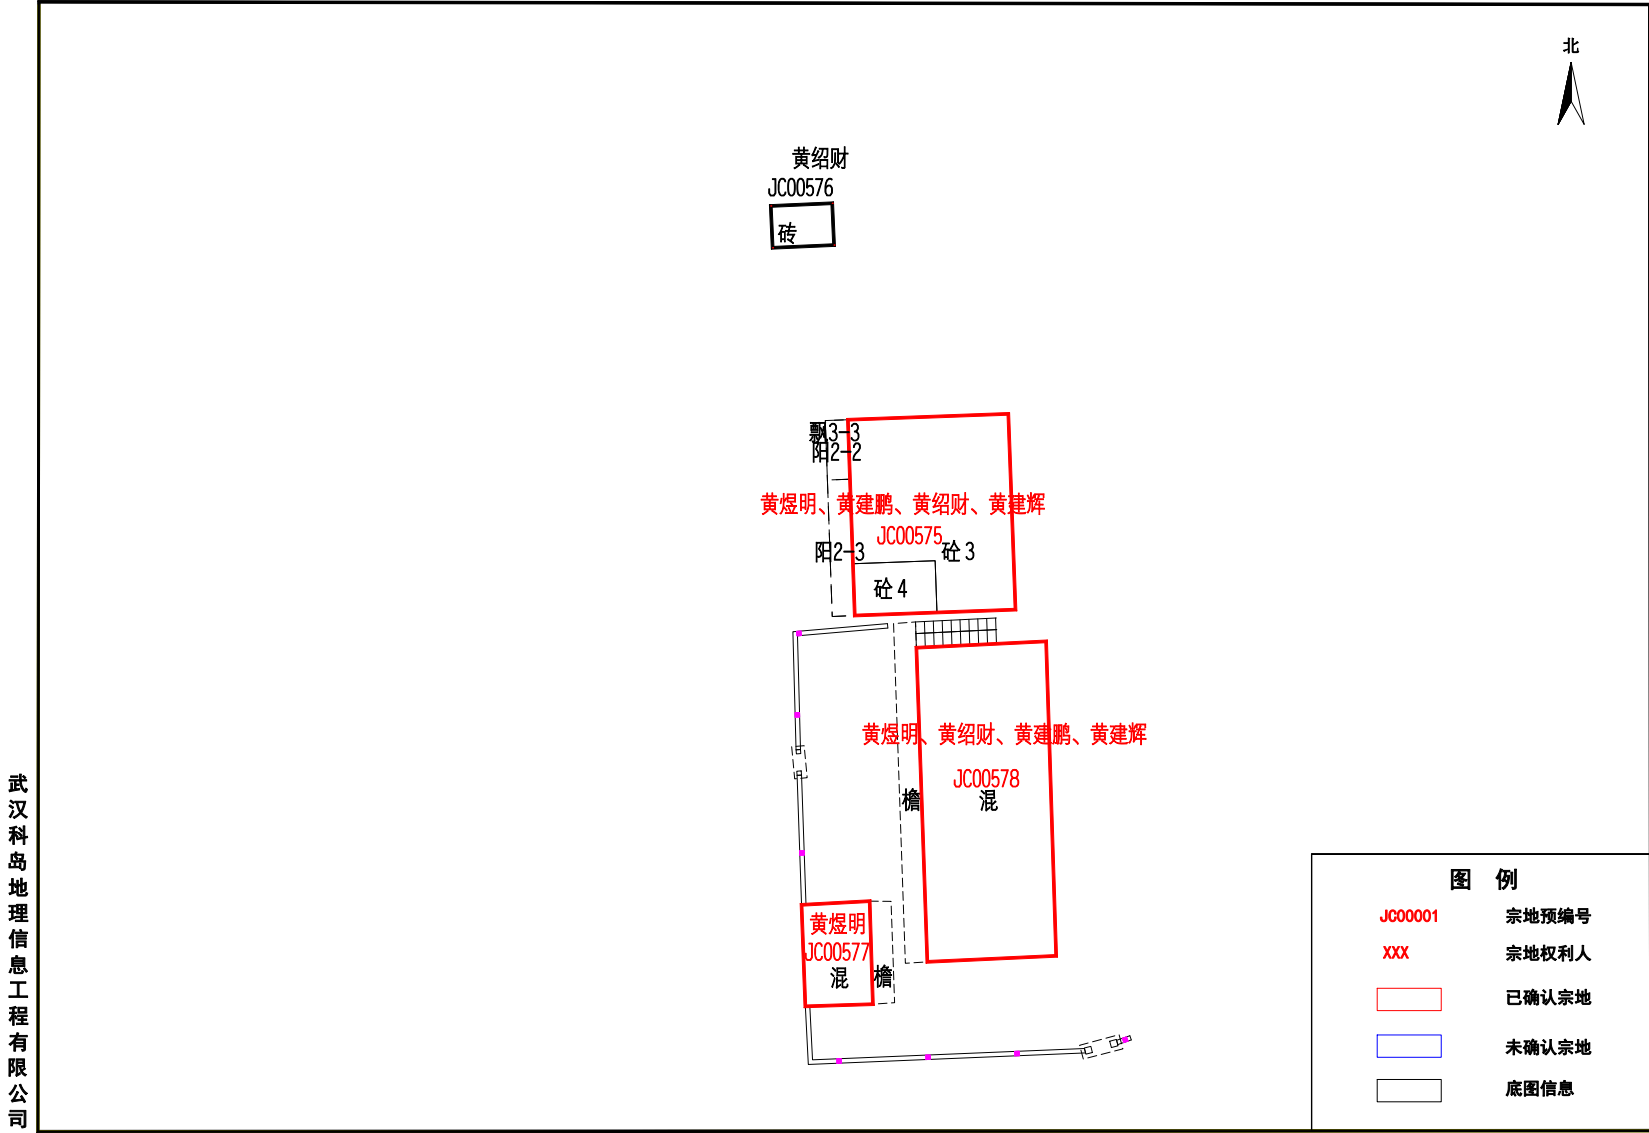 北
黄绍财
JC00576
砖
飘3-3
阳2-2
黄煜明、黄建鹏、黄绍财、黄建辉
JC00575
阳2-3
砼3
砼4
黄煜明、黄绍财、黄建鹏、黄建辉
JC00578
檐
混
黄煜明
JC00577
混
檐
武汉科岛地理信息工程有限公司
图 例
JC00001 宗地预编号
XXX 宗地权利人
已确认宗地
未确认宗地
底图信息